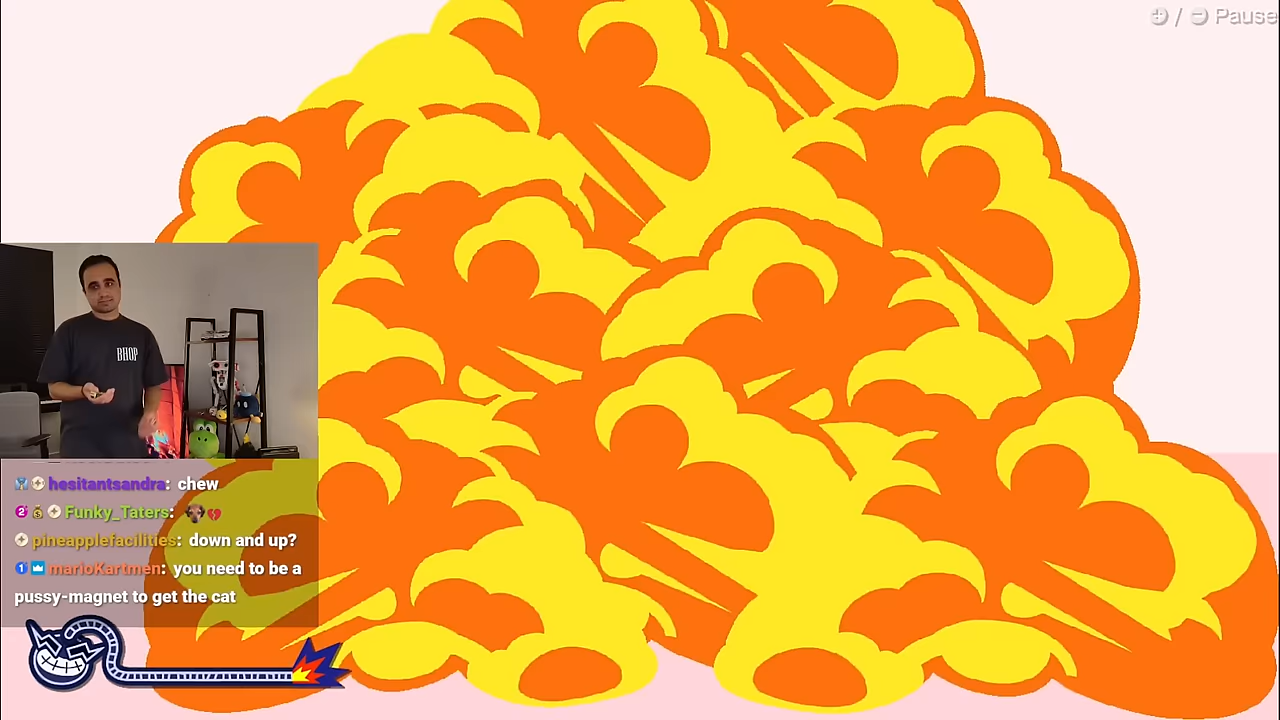 + / - Pause
BHOP
hesitantsandra: chew
Funky_Taters:
pineapplefacilities: down and up?
marioKartmen: you need to be a
pussy-magnet to get the cat